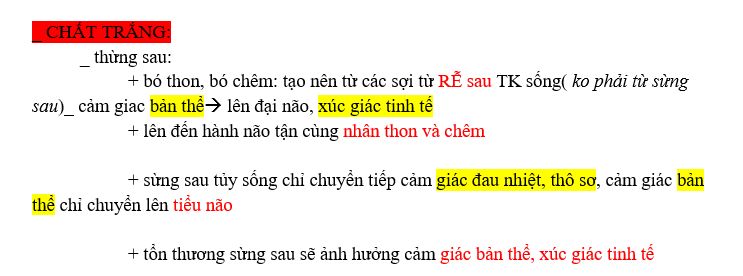 _ CHẤT TRẮNG:
_ thừng sau:
+ bó thon, bó chêm: tạo nên từ các sợi từ RỄ sau TK sống( ko phải từ sừng
sau)_ cảm giac bản thể→ lên đại não, xúc giác tinh tế
+ lên đến hành não tận cùng nhân thon và chêm
+ sừng sau tủy sống chỉ chuyển tiếp cảm giác đau nhiệt, thô sơ, cảm giác bản
thể chỉ chuyển lên tiểu não
+ tổn thương sừng sau sẽ ảnh hưởng cảm giác bản thể, xúc giác tinh tế